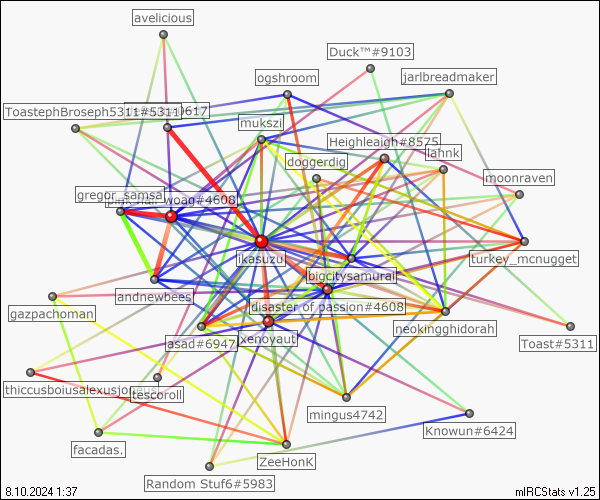 avelicious
Duck™#9103
ogshroom
jarlbreadmaker
ToastephBroseph5311#5311
#9617
mukszi
Heighleaigh#8575
lahnk
doggerdig
moonraven
gregor_samsa
woag#4608
ikasuzu
turkey_mcnugget
bigcitysamurai
andnewbees
disaster of passion#4608
gazpachoman
neokingghidorah
asad#6947
xenoyaut
Toast#5311
thiccusboiusalexusjonous
tescoroll
mingus4742
Knowun#6424
facadas.
ZeeHonK
Random Stuf6#5983
8.10.2024 1:37
mIRCStats v1.25